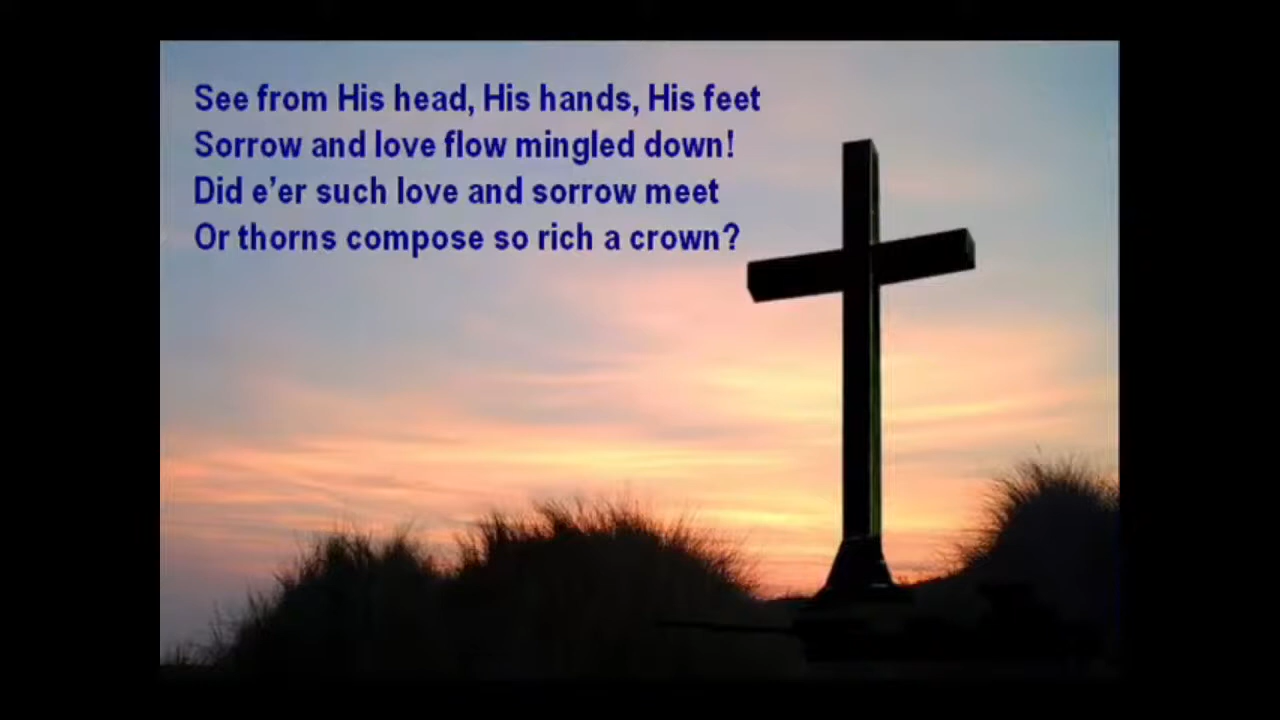 See from His head, His hands, His feet
Sorrow and love flow mingled down!
Did e’er such love and sorrow meet
Or thorns compose so rich a crown?